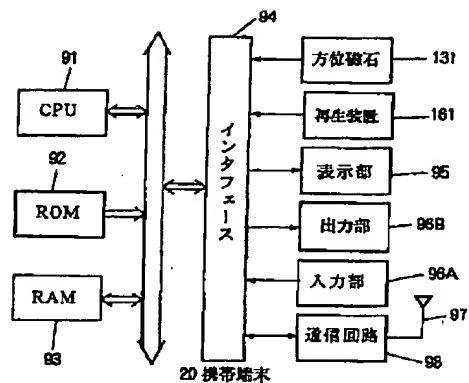 94
91
CPU
92
ROM
RAM
93
インタフェース
方位磁石
131
再生装置
161
表示部
95
出力部
96B
入力部
96A
97
通信回路
98
20 携帯端末